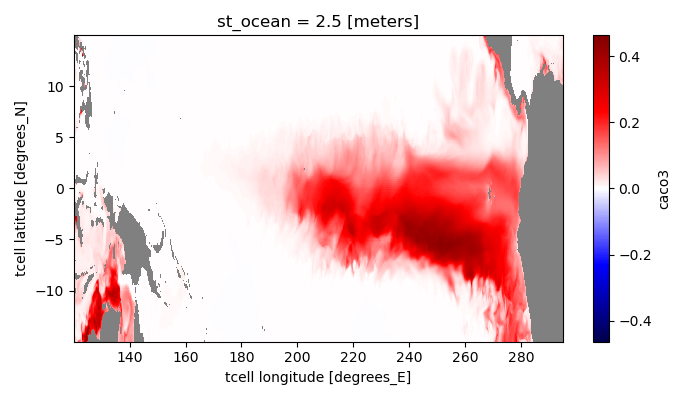 st_ocean = 2.5 [meters]
tcell latitude [degrees_N]
10
5
0
−5
−10
140 160 180 200 220 240 260 280
tcell longitude [degrees_E]
0.4
0.2
0.0
−0.2
−0.4
caco3